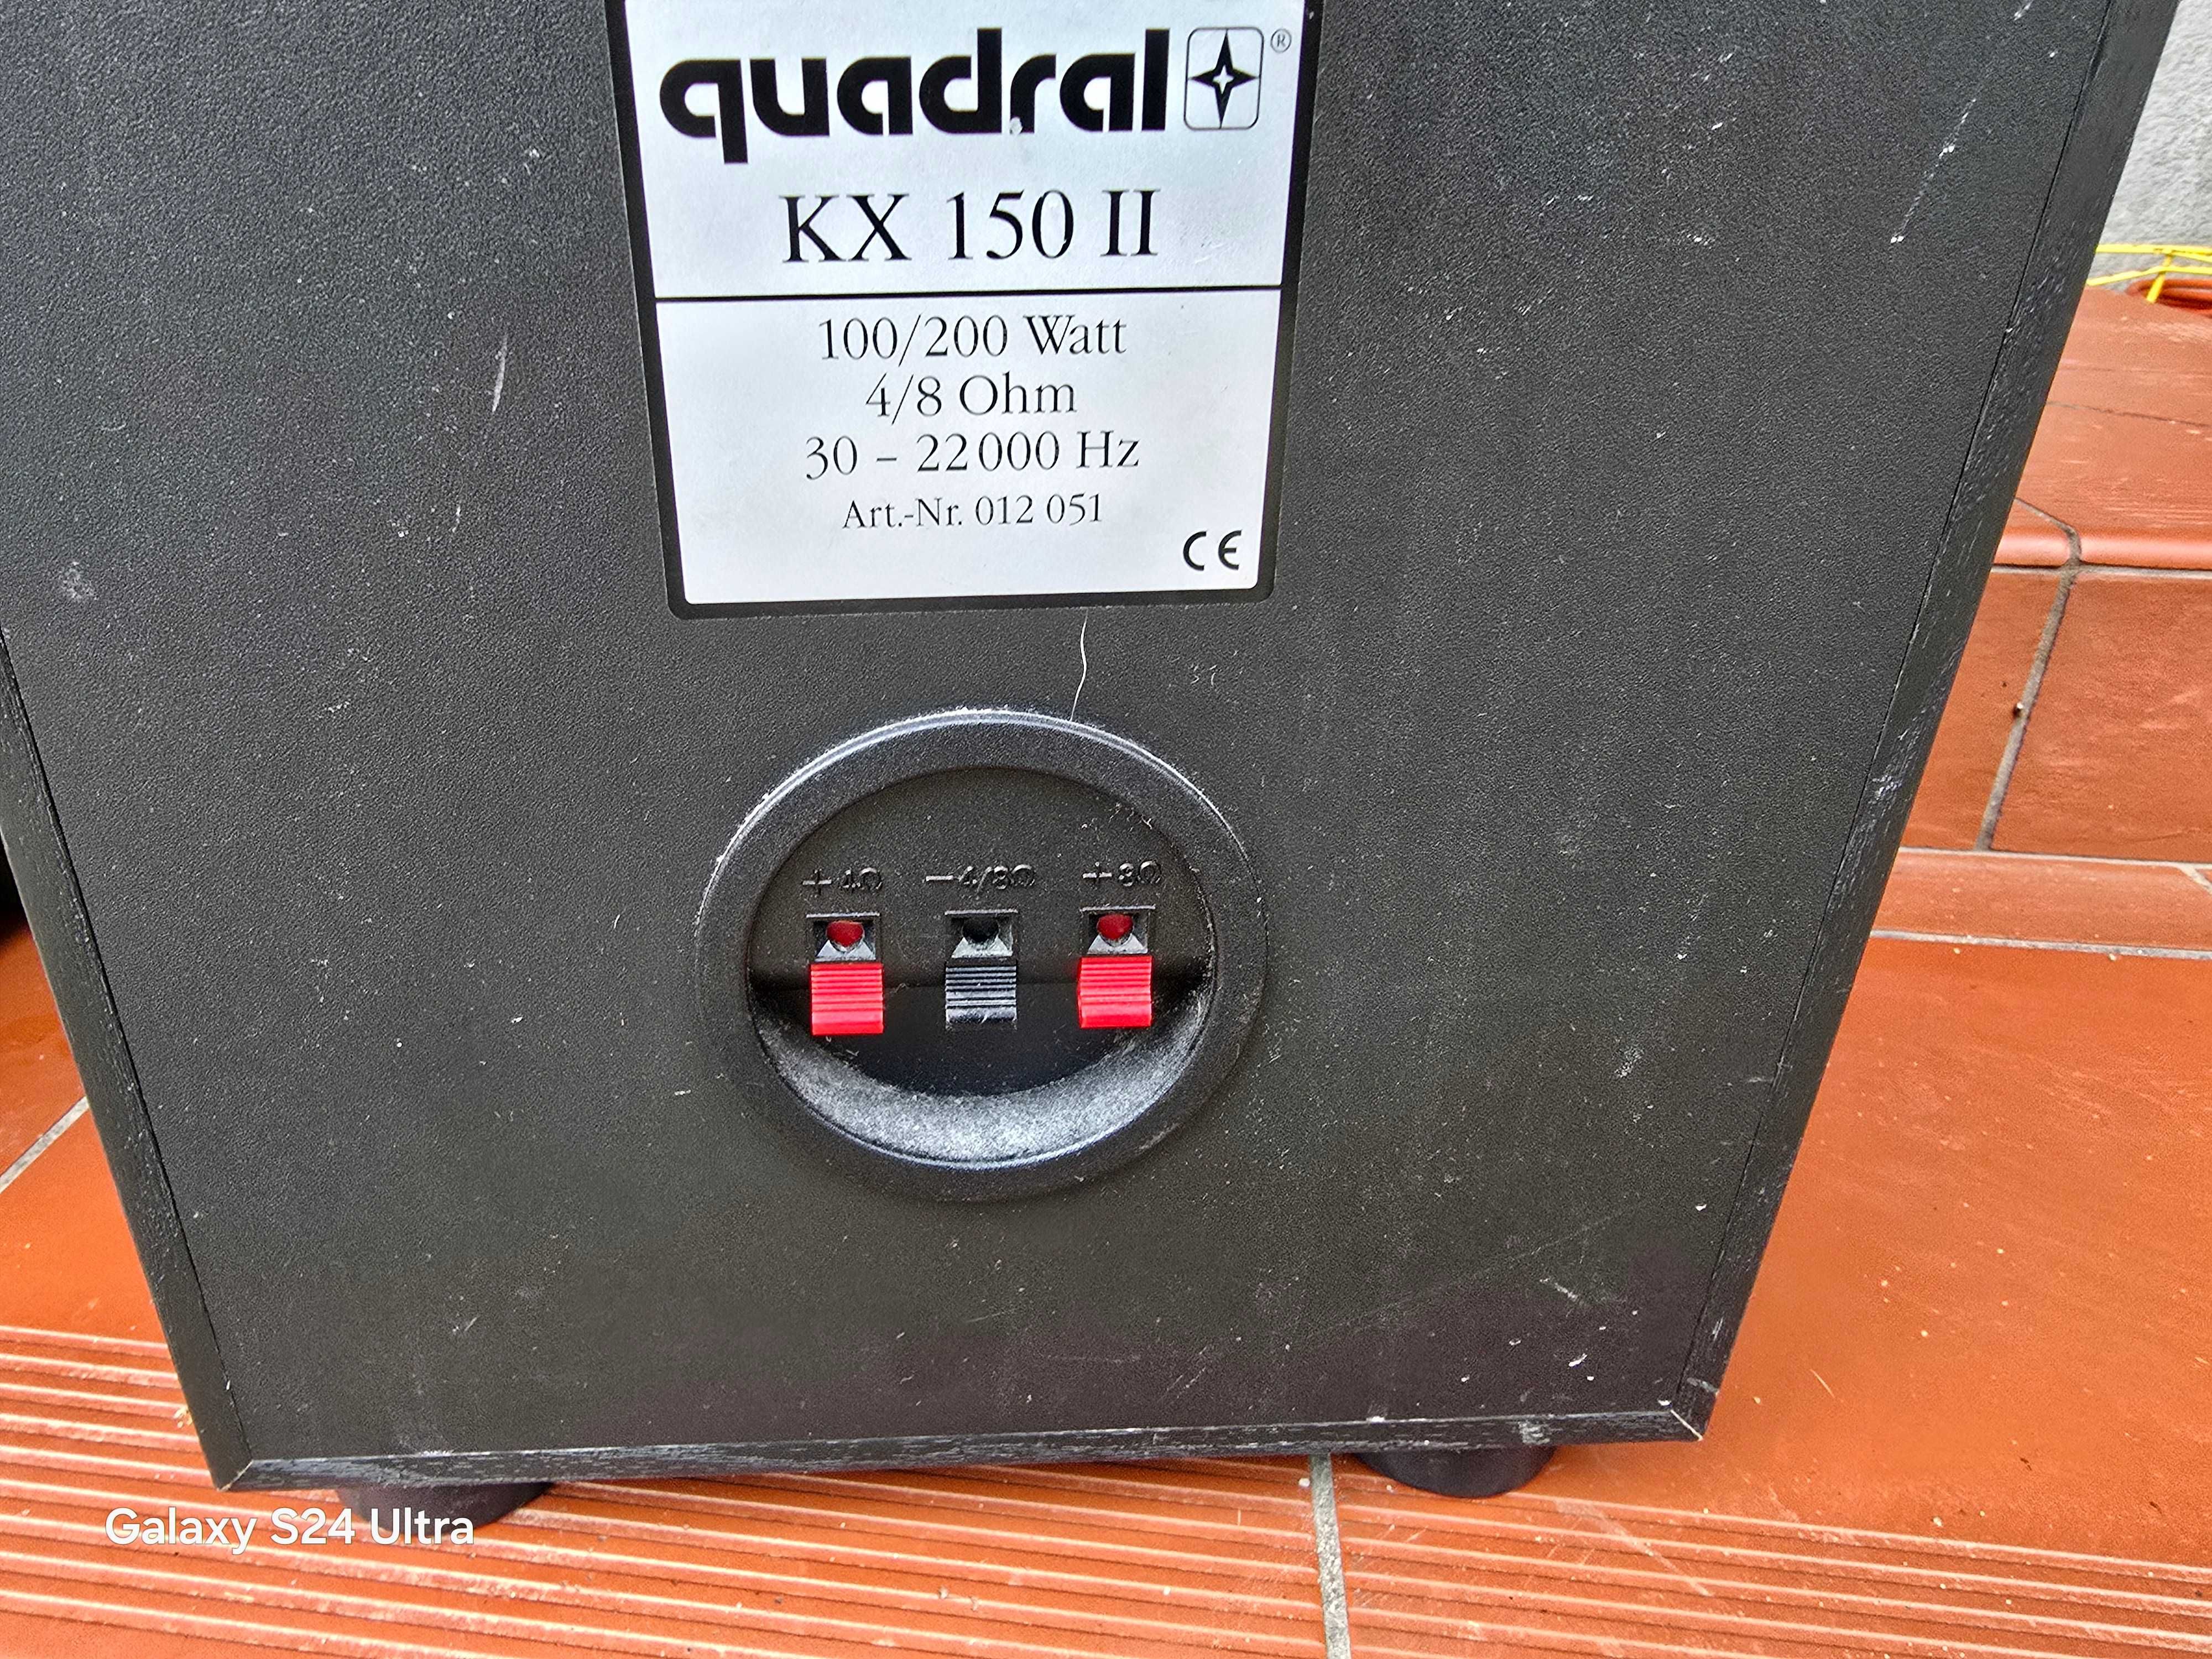 quadral ®
KX 150 II
100/200 Watt
4/8 Ohm
30 – 22000 Hz
Art.-Nr. 012 051
CE
+4Ω −4/8Ω +8Ω
Galaxy S24 Ultra